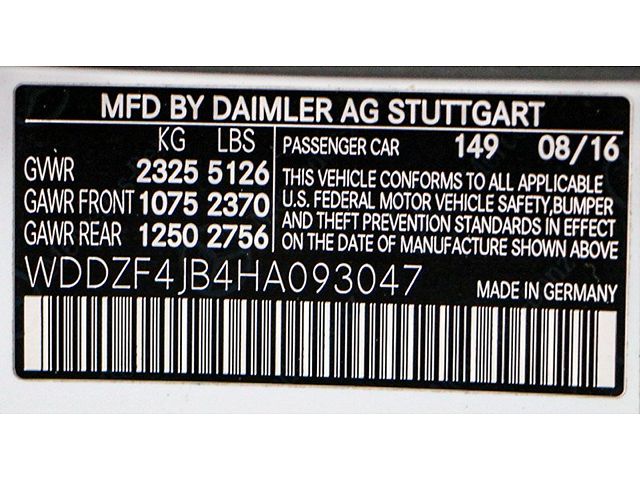 MFD BY DAIMLER AG STUTTGART
KG LBS
GVWR 2325 5126
GAWR FRONT 1075 2370
GAWR REAR 1250 2756
PASSENGER CAR 149 08/16
THIS VEHICLE CONFORMS TO ALL APPLICABLE
U.S. FEDERAL MOTOR VEHICLE SAFETY,BUMPER
AND THEFT PREVENTION STANDARDS IN EFFECT
ON THE DATE OF MANUFACTURE SHOWN ABOVE
WDDZF4JB4HA093047
MADE IN GERMANY